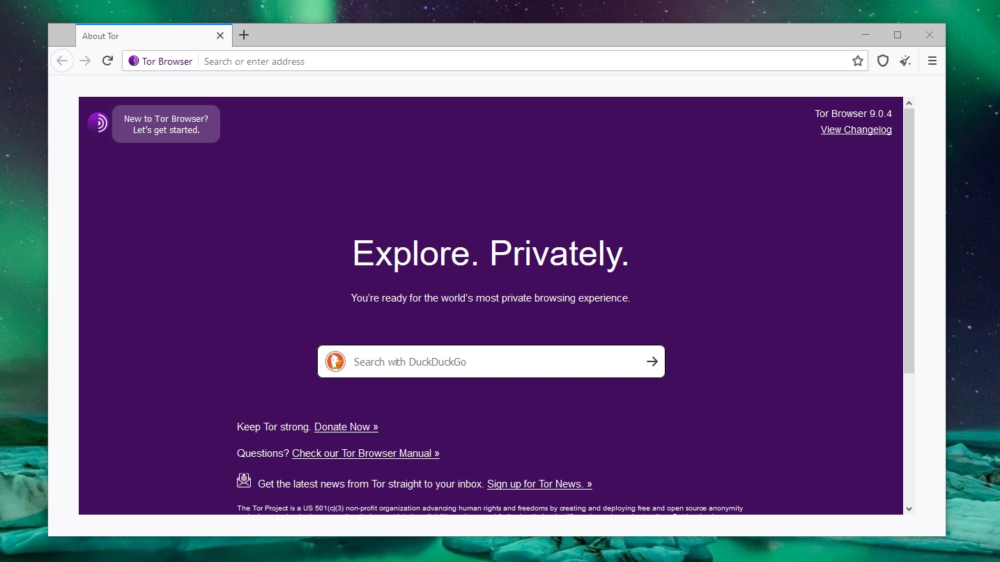 About Tor
Tor Browser
Search or enter address
New to Tor Browser?
Let’s get started.
Tor Browser 9.0.4
View Changelog
Explore. Privately.
You’re ready for the world’s most private browsing experience.
Search with DuckDuckGo
Keep Tor strong. Donate Now »
Questions? Check our Tor Browser Manual »
Get the latest news from Tor straight to your inbox. Sign up for Tor News. »
The Tor Project is a US 501(c)(3) non-profit organization advancing human rights and freedoms by creating and deploying free and open source anonymity